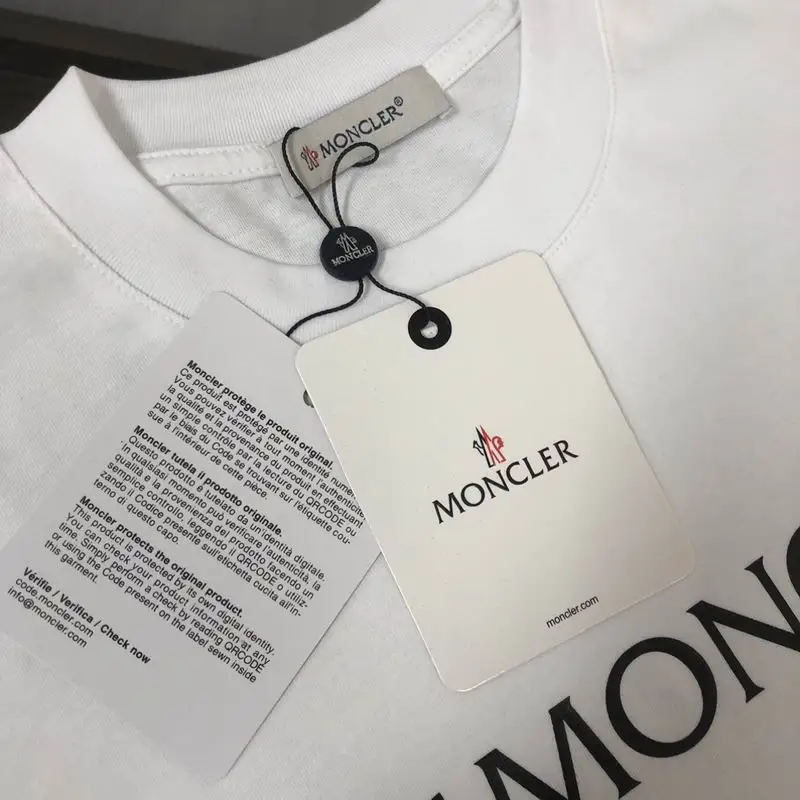 MONCLER®
MONCLER
Moncler protège le produit original.
Ce produit est protégé par une identité numér
Vous pouvez vérifier à tout moment l'authenticité
la qualité et la provenance du produit en effectuant
un simple contrôle par la lecture du QRCODE ou
par le biais du Code se trouvant sur l'étiquette cou-
sue à l'intérieur de cette pièce.
Moncler tutela il prodotto originale.
Questo prodotto è tutelato da un'identità digitale.
In qualsiasi momento può verificare l'autenticità, la
qualità e la provenienza del prodotto facendo un
semplice controllo, leggendo il QRCODE o utiliz-
zando il Codice presente sull'etichetta cucita all'in-
terno di questo capo.
Moncler protects the original product.
This product is protected by its own digital identity.
You can check your product information at any
time. Simply perform a check by reading QRCODE
or using the Code present on the label sewn inside
this garment.
Vérifie / Verifica / Check now
code.moncler.com
info@moncler.com
MONCLER
moncler.com
MONC